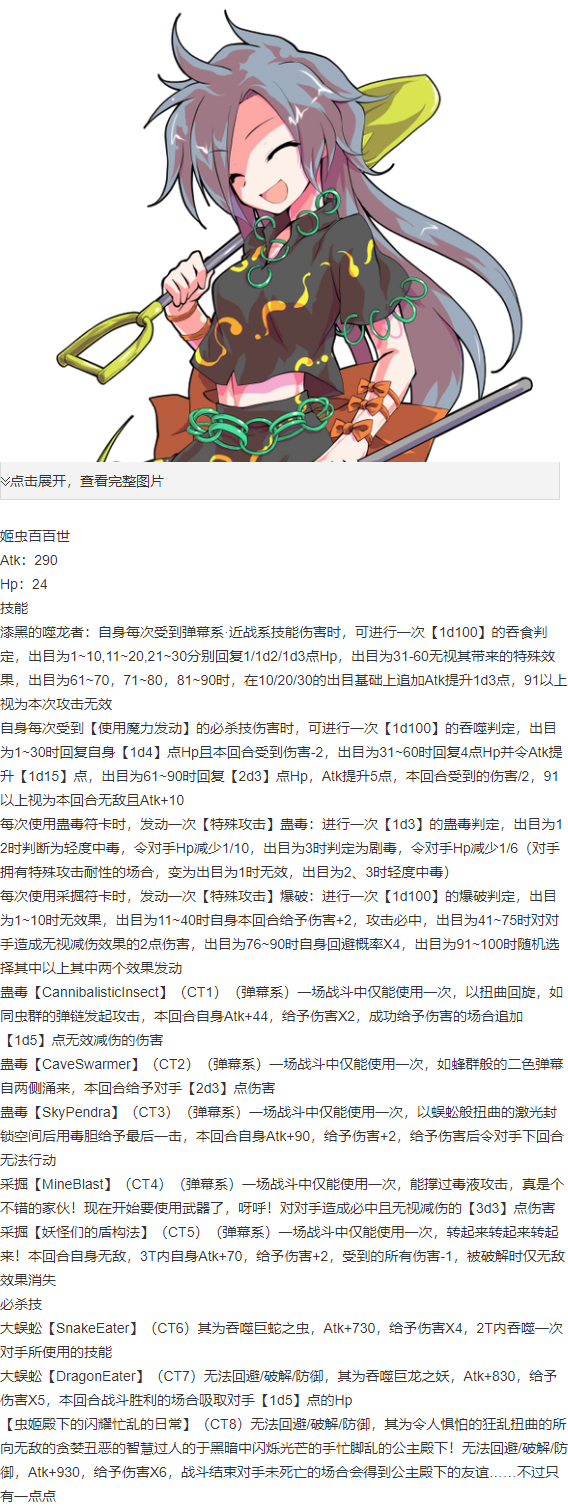 点击展开，查看完整图片
姬虫百百世
Atk：290
Hp：24
技能
漆黑的噬龙者：自身每次受到弹幕系·近战系技能伤害时，可进行一次【1d100】的吞食判
定，出目为1~10,11~20,21~30分别回复1/1d2/1d3点Hp，出目为31-60无视其带来的特殊效
果，出目为61~70，71~80，81~90时，在10/20/30的出目基础上追加Atk提升1d3点，91以上
视为本次攻击无效
自身每次受到【使用魔力发动】的必杀技伤害时，可进行一次【1d100】的吞噬判定，出目
为1~30时回复自身【1d4】点Hp且本回合受到伤害-2，出目为31~60时回复4点Hp并令Atk提
升【1d15】点，出目为61~90时回复【2d3】点Hp，Atk提升5点，本回合受到的伤害/2，91
以上视为本回合无敌且Atk+10
每次使用蛊毒符卡时，发动一次【特殊攻击】蛊毒：进行一次【1d3】的蛊毒判定，出目为1
2时判断为轻度中毒，令对手Hp减少1/10，出目为3时判定为剧毒，令对手Hp减少1/6（对手
拥有特殊攻击耐性的场合，变为出目为1时无效，出目为2、3时轻度中毒）
每次使用采掘符卡时，发动一次【特殊攻击】爆破：进行一次【1d100】的爆破判定，出目
为1~10时无效果，出目为11~40时自身本回合给予伤害+2，攻击必中，出目为41~75时对对
手造成无视减伤效果的2点伤害，出目为76~90时自身回避概率X4，出目为91~100时随机选
择其中以上其中两个效果发动
蛊毒【CannibalisticInsect】（CT1）（弹幕系）一场战斗中仅能使用一次，以扭曲回旋，如
同虫群的弹链发起攻击，本回合自身Atk+44，给予伤害X2，成功给予伤害的场合追加
【1d5】点无效减伤的伤害
蛊毒【CaveSwarmer】（CT2）（弹幕系）一场战斗中仅能使用一次，如蜂群般的二色弹幕
自两侧涌来，本回合给予对手【2d3】点伤害
蛊毒【SkyPendra】（CT3）（弹幕系）一场战斗中仅能使用一次，以蜈蚣般扭曲的激光封
锁空间后用毒胆给予最后一击，本回合自身Atk+90，给予伤害+2，给予伤害后令对手下回合
无法行动
采掘【MineBlast】（CT4）（弹幕系）一场战斗中仅能使用一次，能撑过毒液攻击，真是个
不错的家伙！现在开始要使用武器了，呀呼！对对手造成必中且无视减伤的【3d3】点伤害
采掘【妖怪们的盾构法】（CT5）（弹幕系）一场战斗中仅能使用一次，转起来转起来转起
来！本回合自身无敌，3T内自身Atk+70，给予伤害+2，受到的所有伤害-1，被破解时仅无敌
效果消失
必杀技
大蜈蚣【SnakeEater】（CT6）其为吞噬巨蛇之虫，Atk+730，给予伤害X4，2T内吞噬一次
对手所使用的技能
大蜈蚣【DragonEater】（CT7）无法回避/破解/防御，其为吞噬巨龙之妖，Atk+830，给予
伤害X5，本回合战斗胜利的场合吸取对手【1d5】点的Hp
【虫姬殿下的闪耀忙乱的日常】（CT8）无法回避/破解/防御，其为令人惧怕的狂乱扭曲的所
向无敌的贪婪丑恶的智慧过人的于黑暗中闪烁光芒的手忙脚乱的公主殿下！无法回避/破解/防
御，Atk+930，给予伤害X6，战斗结束对手未死亡的场合会得到公主殿下的友谊……不过只
有一点点